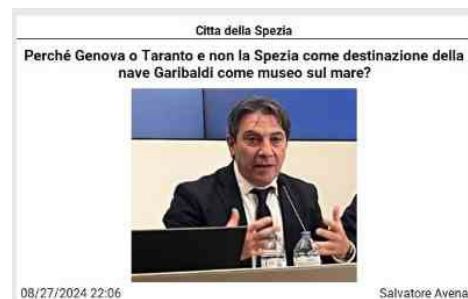 Citta della Spezia
Perché Genova o Taranto e non la Spezia come destinazione della
nave Garibaldi come museo sul mare?
08/27/2024 22:06
Salvatore Avena